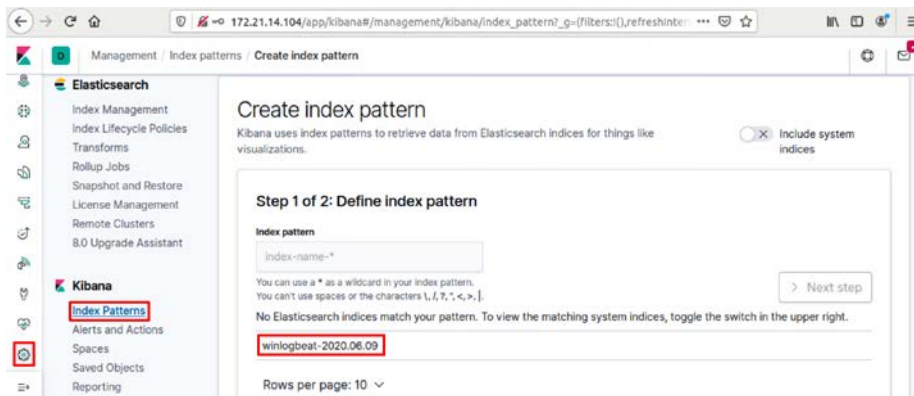 172.21.14.104/app/kibana#/management/kibana/index_pattern?_g=(filters:!(),refreshInter
D
Management / Index patterns / Create index pattern
Elasticsearch
Index Management
Index Lifecycle Policies
Transforms
Rollup Jobs
Snapshot and Restore
License Management
Remote Clusters
8.0 Upgrade Assistant
Kibana
Index Patterns
Alerts and Actions
Spaces
Saved Objects
Reporting
Create index pattern
Kibana uses index patterns to retrieve data from Elasticsearch indices for things like
visualizations.
Include system
indices
Step 1 of 2: Define index pattern
Index pattern
index-name-*
You can use a * as a wildcard in your index pattern.
You can't use spaces or the characters \, /, ?, ", <, >, |.
> Next step
No Elasticsearch indices match your pattern. To view the matching system indices, toggle the switch in the upper right.
winlogbeat-2020.06.09
Rows per page: 10